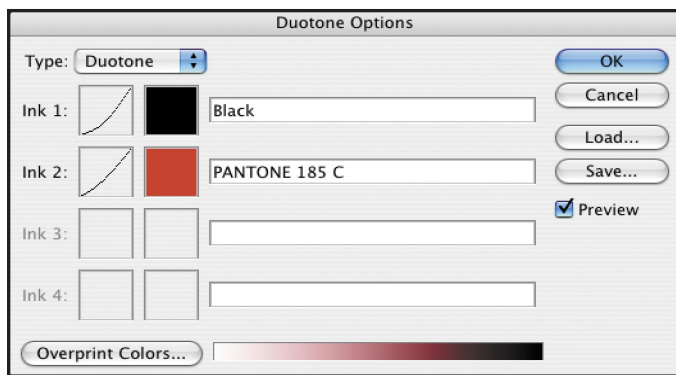 Duotone Options
Type: Duotone
OK
Ink 1: Black
Cancel
Load...
Ink 2: PANTONE 185 C
Save...
Preview
Ink 3:
Ink 4:
Overprint Colors...